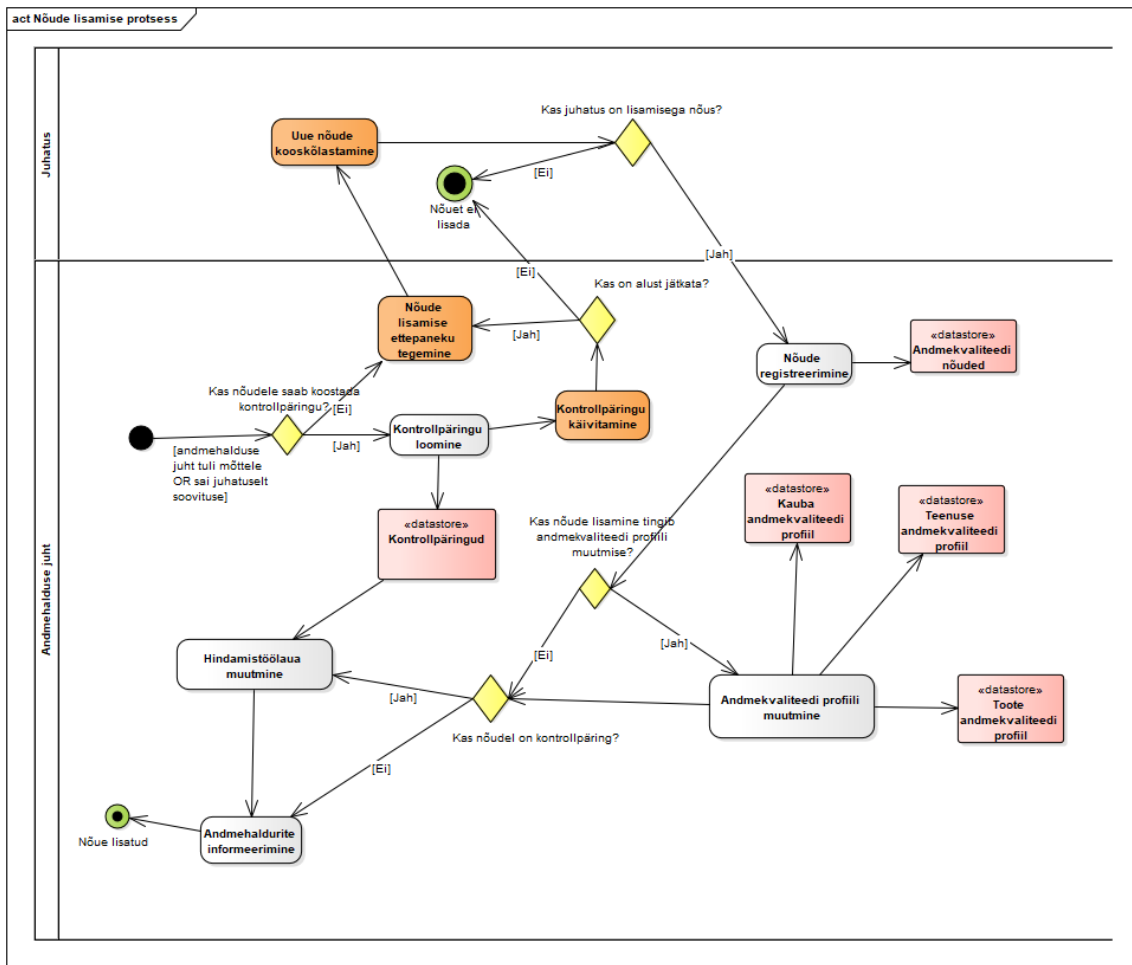 act Nõude lisamise protsess
Juhatus
Kas juhatus on lisamisega nõus?
Uue nõude
kooskõlastamine
[Ei]
Nõuet ei
lisada
[Jah]
Andmehalduse juht
[Ei]
Kas on alust jätkata?
Nõude
lisamise
ettepaneku
tegemine
[Jah]
Nõude
registreerimine
«datastore»
Andmekvaliteedi
nõuded
Kas nõudele saab koostada
kontrollpäringu?
[Ei]
Kontrollpäringu
käivitamine
Kontrollpäringu
loomine
[Jah]
[andmehalduse
juht tuli mõttele
OR sai juhatuselt
soovituse]
«datastore»
Kauba
andmekvaliteedi
profiil
«datastore»
Teenuse
andmekvaliteedi
profiil
«datastore»
Kontrollpäringud
Kas nõude lisamine tingib
andmekvaliteedi profiili
muutmise?
[Jah]
[Ei]
Hindamistöölaua
muutmine
[Jah]
Andmekvaliteedi profiili
muutmine
«datastore»
Toote
andmekvaliteedi
profiil
Kas nõudel on kontrollpäring?
[Ei]
Nõue lisatud
Andmehaldurite
informeerimine